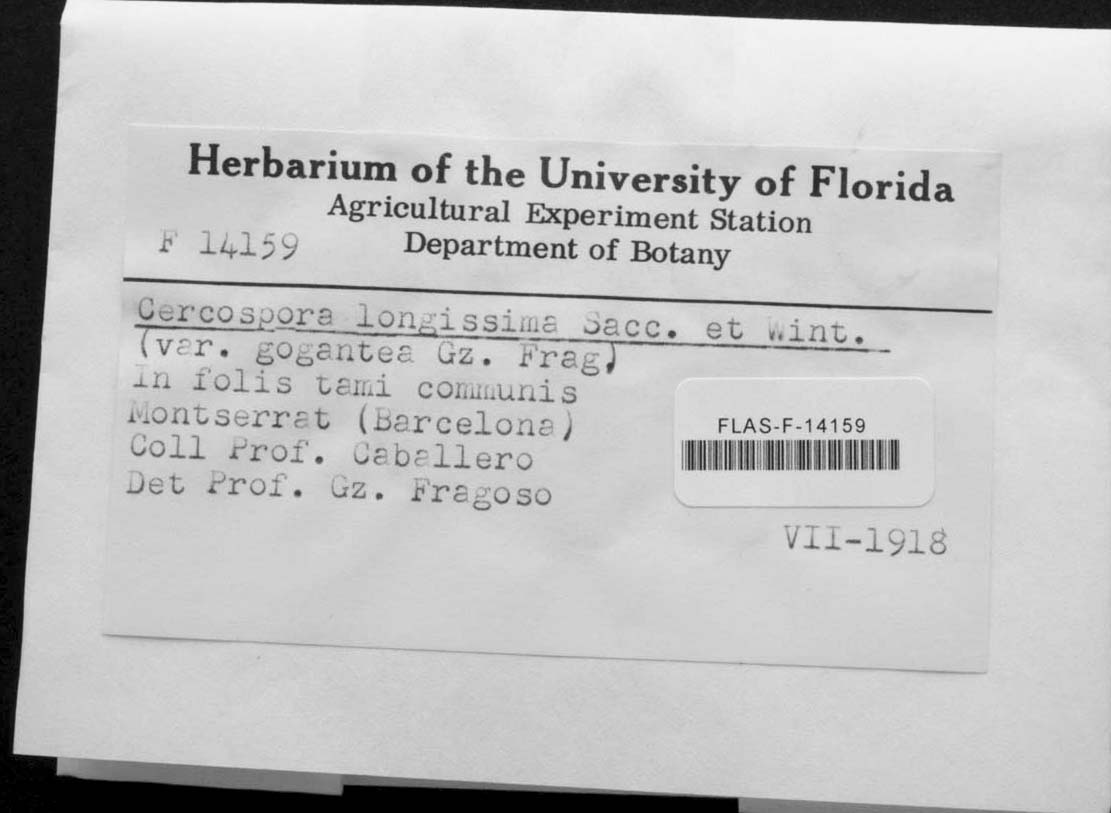 Herbarium of the University of Florida
Agricultural Experiment Station
F 14159
Department of Botany
Cercospora longissima Sacc. et Wint.
(var. gogantea Gz. Frag)
In folis tami communis
Montserrat (Barcelona)
Coll Prof. Caballero
Det Prof. Gz. Fragoso
FLAS-F-14159
VII-1918